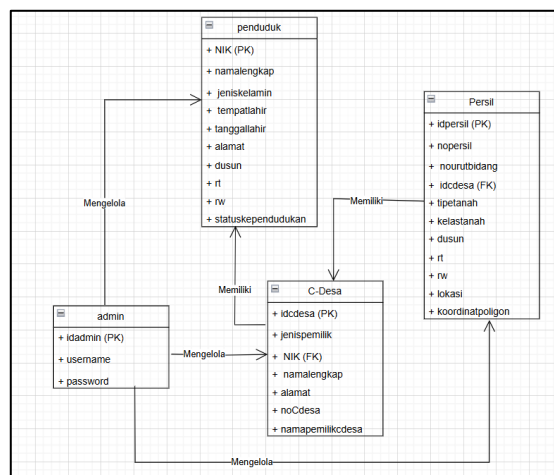 penduduk
+ NIK (PK)
+ namalengkap
+ jeniskelamin
+ tempatlahir
+ tanggallahir
+ alamat
+ dusun
+ rt
+ rw
+ statuskependudukan
Persil
+ idpersil (PK)
+ nopersil
+ nourutbidang
+ idcdesa (FK)
+ tipetanah
+ kelastanah
+ dusun
+ rt
+ rw
+ lokasi
+ koordinatpoligon
Mengelola
Memiliki
Memiliki
C-Desa
+ idcdesa (PK)
+ jenispemilik
+ NIK (FK)
+ namalengkap
+ alamat
+ noCdesa
+ namapemilikcdesa
admin
+ idadmin (PK)
+ username
+ password
Mengelola
Mengelola